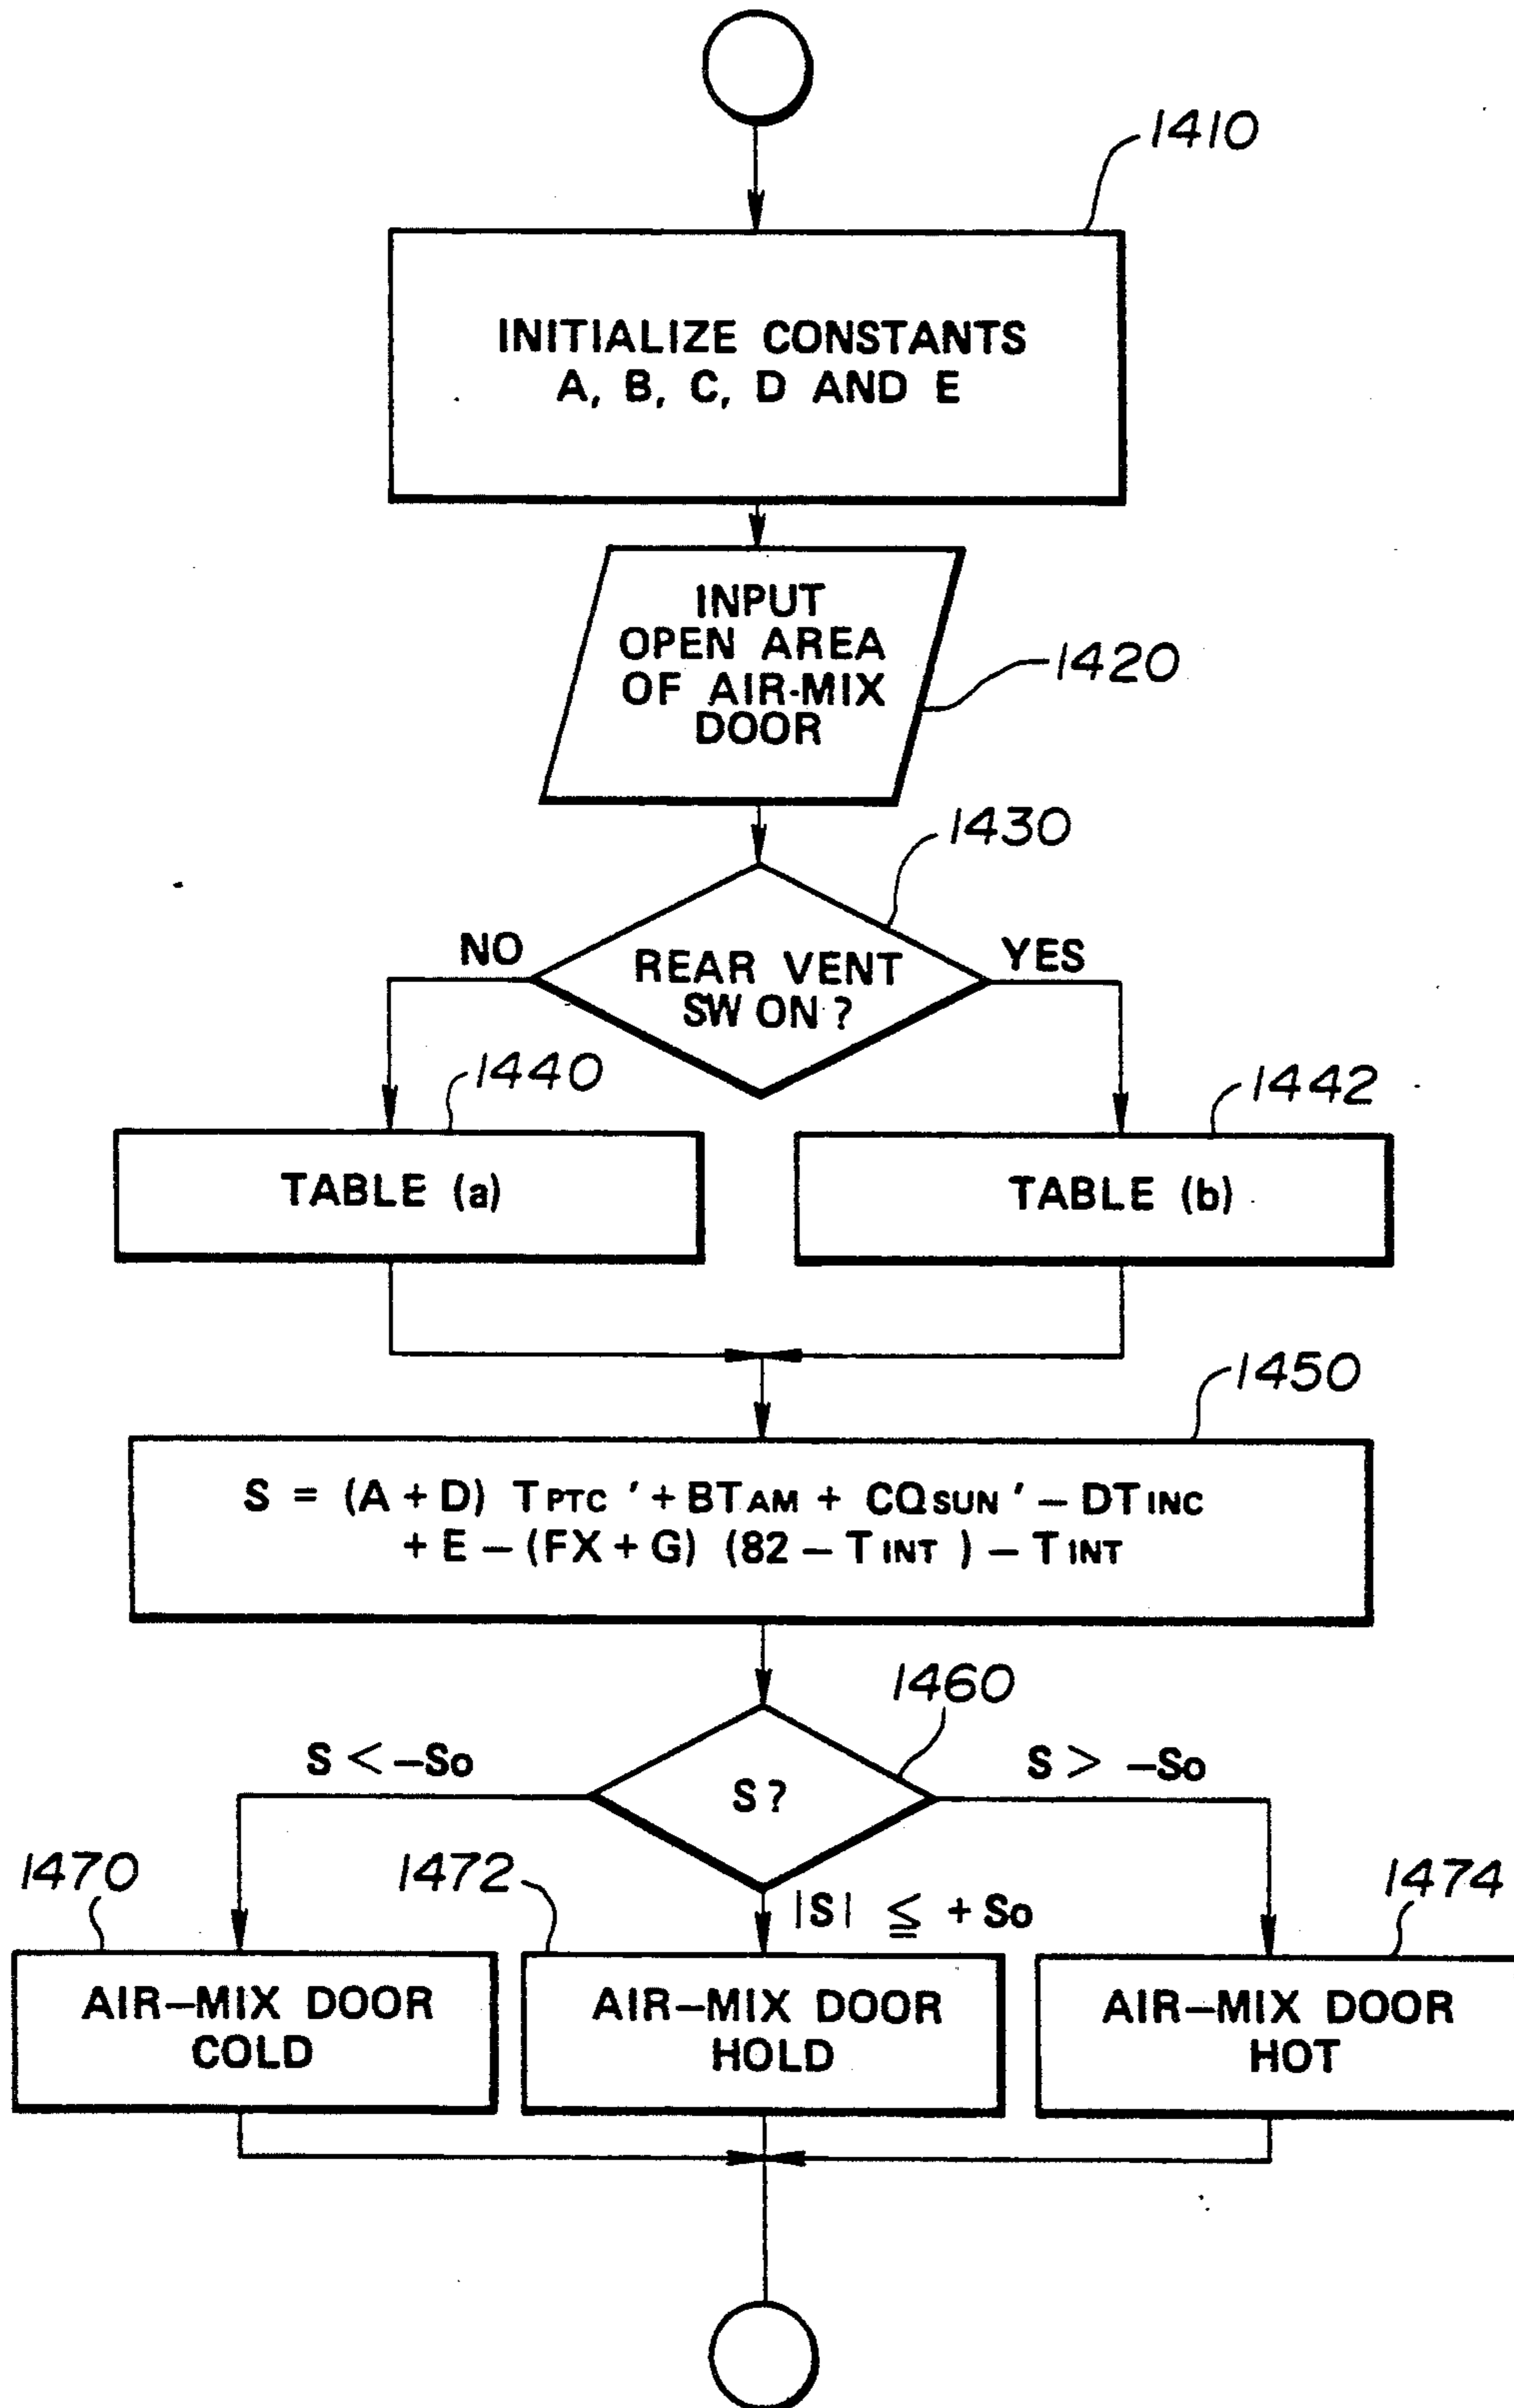 1410
INITIALIZE CONSTANTS
A, B, C, D AND E
INPUT
OPEN AREA
OF AIR-MIX
DOOR
1420
1430
NO
REAR VENT
SW ON ?
YES
1440
1442
TABLE (a)
TABLE (b)
1450
S = (A + D) TPTC ′ + BTAM + CQSUN ′ – DTINC
+ E – (FX + G) (82 – TINT ) – TINT
1460
S < –So
S?
S > –So
1470
1472
|S| ≦ + So
1474
AIR–MIX DOOR
COLD
AIR–MIX DOOR
HOLD
AIR–MIX DOOR
HOT